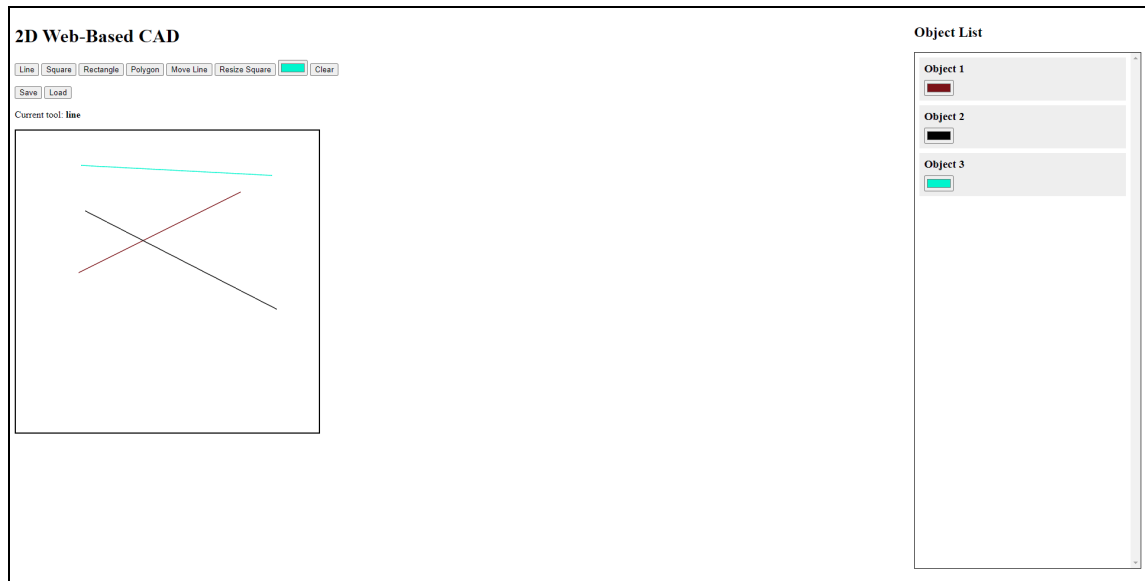 2D Web-Based CAD
Line Square Rectangle Polygon Move Line Resize Square Clear
Save Load
Current tool: line
Object List
Object 1
Object 2
Object 3